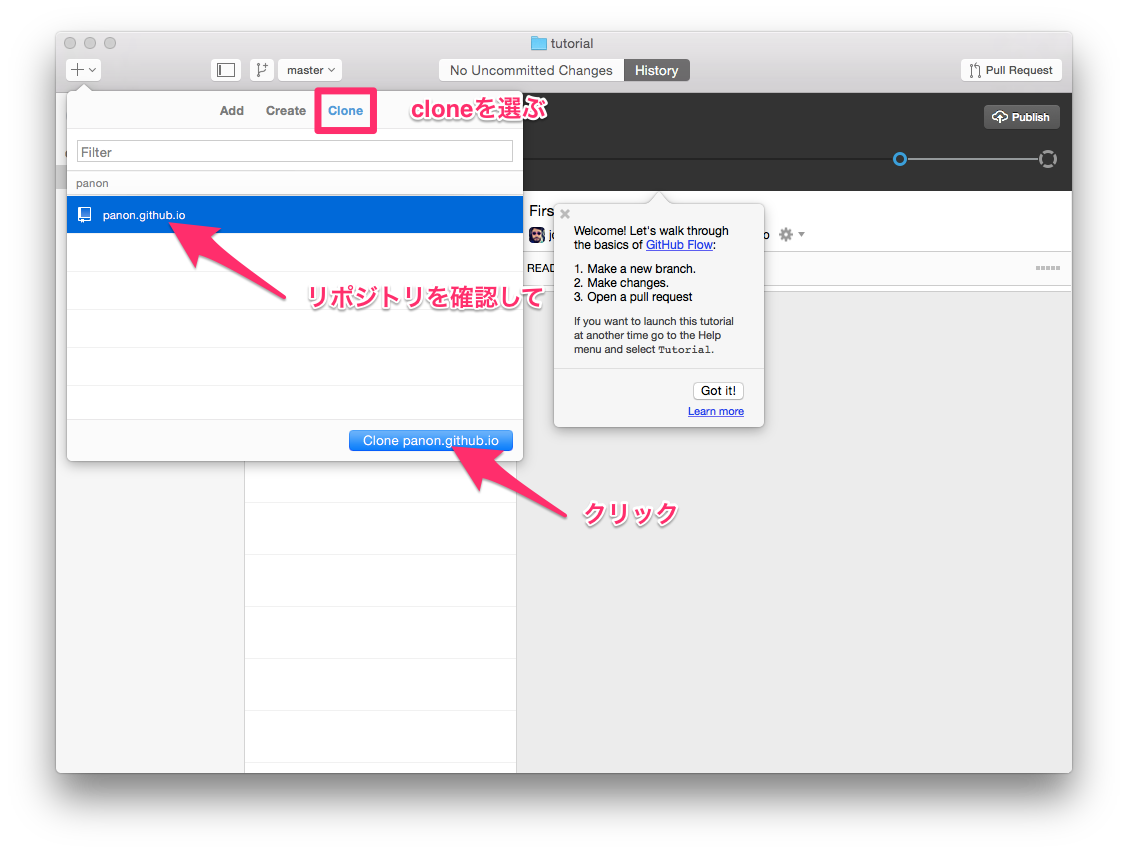 tutorial
master
No Uncommitted Changes
History
Pull Request
Add
Create
Clone
cloneを選ぶ
Publish
Filter
panon
panon.github.io
リポジトリを確認して
Welcome! Let's walk through
the basics of GitHub Flow:
1. Make a new branch.
2. Make changes.
3. Open a pull request
If you want to launch this tutorial
at another time go to the Help
menu and select Tutorial.
Got it!
Learn more
Clone panon.github.io
クリック